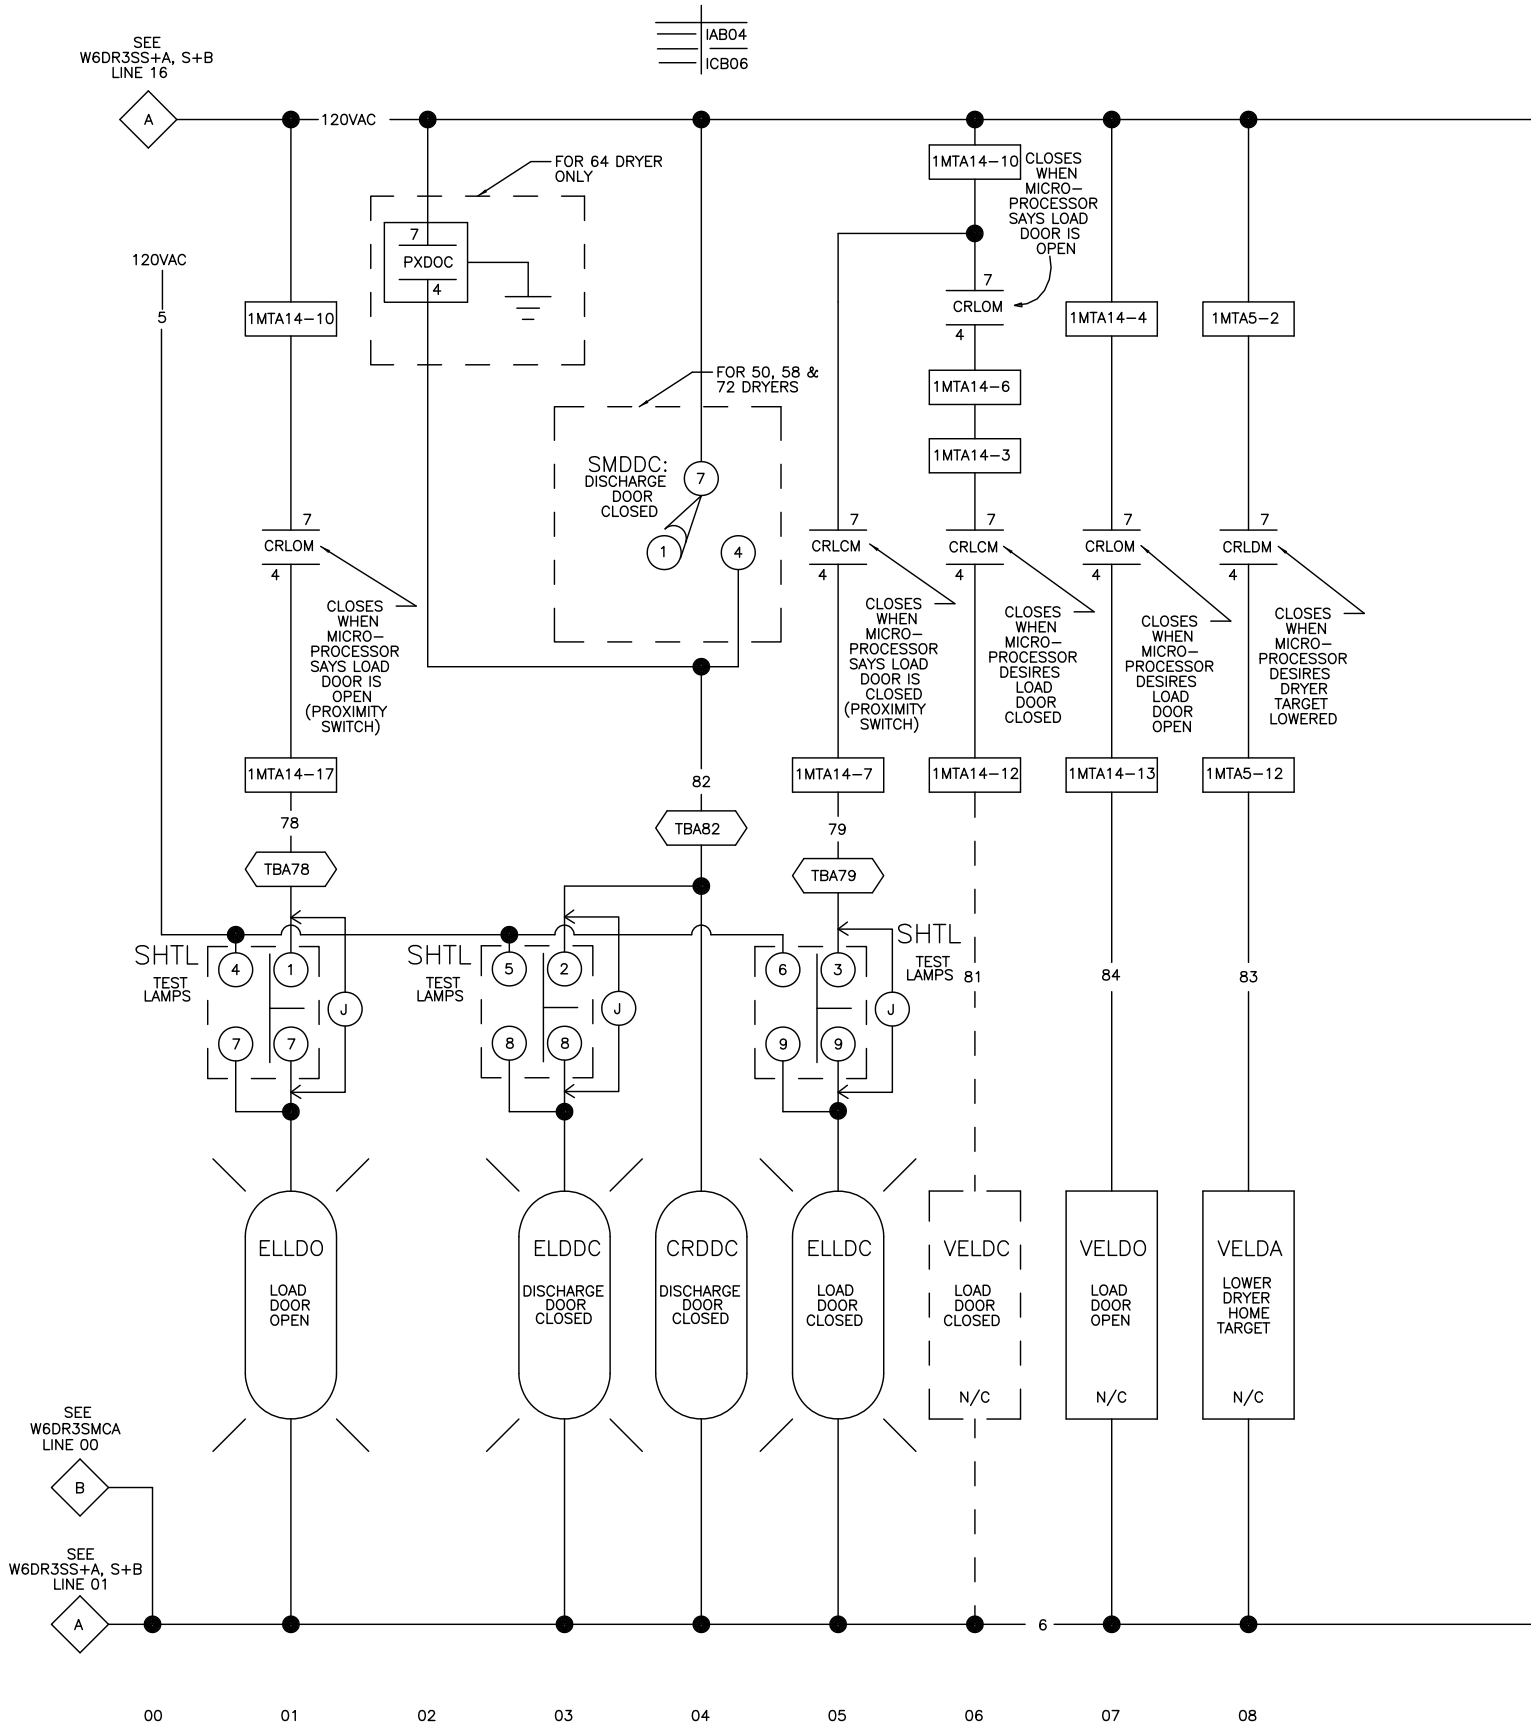 IAB04
ICB06
SEE
W6DR3SS+A, S+B
LINE 16
A
120VAC
FOR 64 DRYER
ONLY
7
PXDOC
4
1MTA14-10
CLOSES
WHEN
MICRO-
PROCESSOR
SAYS LOAD
DOOR IS
OPEN
7
CRLOM
4
120VAC
5
1MTA14-10
1MTA14-4
1MTA5-2
1MTA14-6
1MTA14-3
FOR 50, 58 &
72 DRYERS
SMDDC:
DISCHARGE
DOOR
CLOSED
7
1
4
7
CRLOM
4
CLOSES
WHEN
MICRO-
PROCESSOR
SAYS LOAD
DOOR IS
OPEN
(PROXIMITY
SWITCH)
7
CRLCM
4
CLOSES
WHEN
MICRO-
PROCESSOR
SAYS LOAD
DOOR IS
CLOSED
(PROXIMITY
SWITCH)
7
CRLCM
4
CLOSES
WHEN
MICRO-
PROCESSOR
DESIRES
LOAD
DOOR
CLOSED
7
CRLOM
4
CLOSES
WHEN
MICRO-
PROCESSOR
DESIRES
LOAD
DOOR
OPEN
7
CRLDM
4
CLOSES
WHEN
MICRO-
PROCESSOR
DESIRES
DRYER
TARGET
LOWERED
1MTA14-17
82
1MTA14-7
1MTA14-12
1MTA14-13
1MTA5-12
78
TBA82
79
TBA78
TBA79
SHTL
TEST
LAMPS
4
1
J
7
7
SHTL
TEST
LAMPS
5
2
J
8
8
6
3
J
9
9
SHTL
TEST
LAMPS
81
84
83
ELLDO
LOAD
DOOR
OPEN
ELDDC
DISCHARGE
DOOR
CLOSED
CRDDC
DISCHARGE
DOOR
CLOSED
ELLDC
LOAD
DOOR
CLOSED
VELDC
LOAD
DOOR
CLOSED
N/C
VELDO
LOAD
DOOR
OPEN
N/C
VELDA
LOWER
DRYER
HOME
TARGET
N/C
SEE
W6DR3SMCA
LINE 00
B
SEE
W6DR3SS+A, S+B
LINE 01
A
6
00 01 02 03 04 05 06 07 08